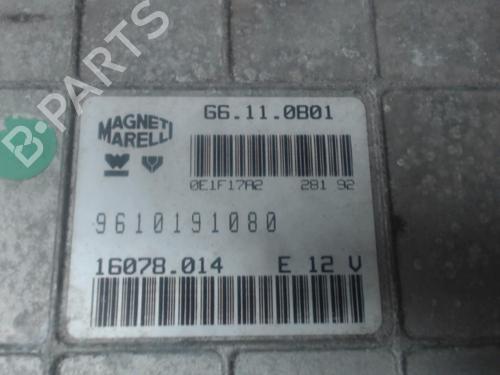 B-PARTS
MAGNETI
MARELLI
G6.11.0B01
0E1F17A2 281 92
9610191080
16078.014 E 12 V